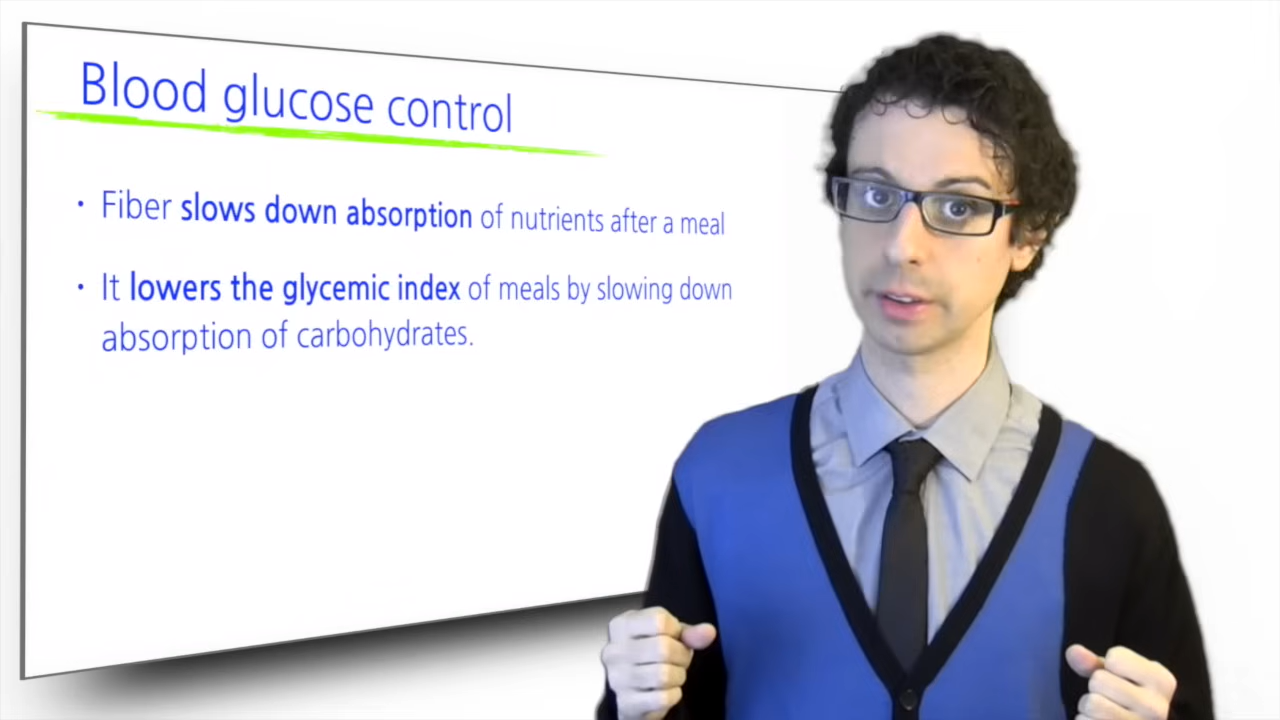 Blood glucose control
• Fiber slows down absorption of nutrients after a meal
• It lowers the glycemic index of meals by slowing down
absorption of carbohydrates.